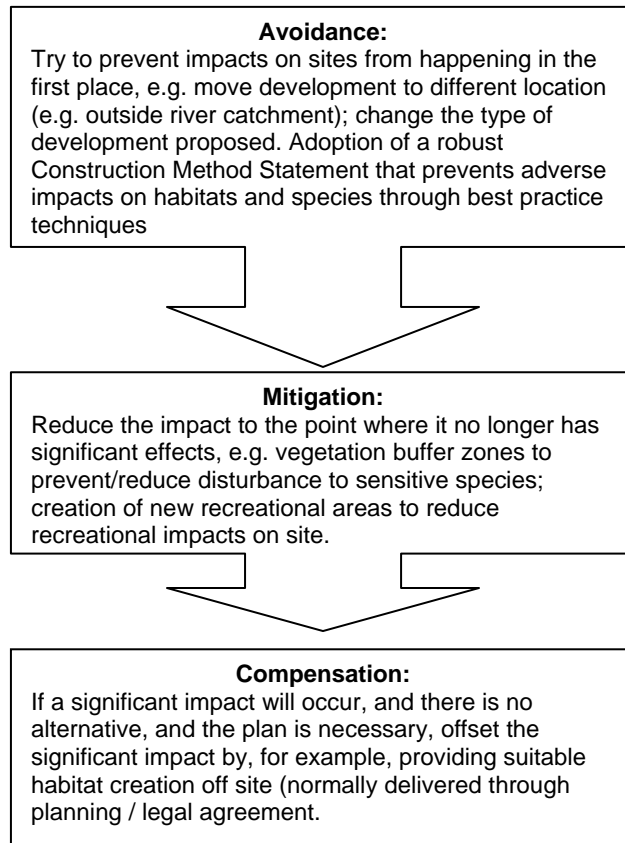 Avoidance:
Try to prevent impacts on sites from happening in the
first place, e.g. move development to different location
(e.g. outside river catchment); change the type of
development proposed. Adoption of a robust
Construction Method Statement that prevents adverse
impacts on habitats and species through best practice
techniques
Mitigation:
Reduce the impact to the point where it no longer has
significant effects, e.g. vegetation buffer zones to
prevent/reduce disturbance to sensitive species;
creation of new recreational areas to reduce
recreational impacts on site.
Compensation:
If a significant impact will occur, and there is no
alternative, and the plan is necessary, offset the
significant impact by, for example, providing suitable
habitat creation off site (normally delivered through
planning / legal agreement.